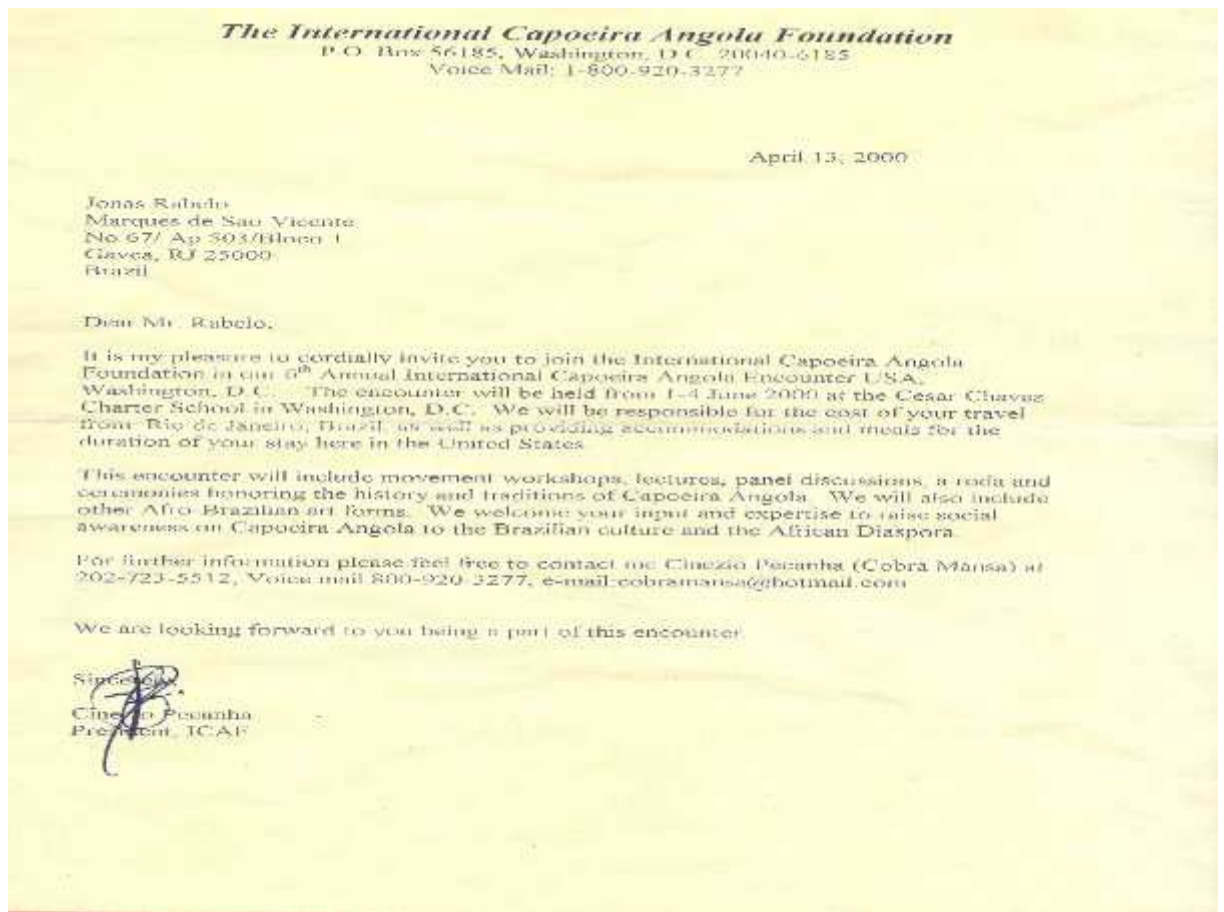 The International Capoeira Angola Foundation
P.O. Box 56185, Washington, D.C. 20040-6185
Voice Mail: 1-800-920-3277
April 13, 2000
Jonas Rabelo
Marques de Sao Vicente
No 67/ Ap 503/Bloco 1
Gavea, RJ 25000
Brazil
Dear Mr. Rabelo,
It is my pleasure to cordially invite you to join the International Capoeira Angola
Foundation in our Annual International Capoeira Angola Encounter USA,
Washington, D.C. The encounter will be held from 1-4 June 2000 at the Cesar Chavez
Charter School in Washington, D.C. We will be responsible for the cost of your travel
from Rio de Janeiro, Brazil, as well as providing accommodations and meals for the
duration of your stay here in the United States
This encounter will include movement workshops, lectures, panel discussions, a roda and
ceremonies honoring the history and traditions of Capoeira Angola. We will also include
other Afro-Brazilian art forms. We welcome your input and expertise to raise social
awareness on Capoeira Angola to the Brazilian culture and the African Diaspora.
For further information please feel free to contact me Cinezio Pecanha (Cobra Mansa) at
202-723-5512, Voice mail 800-920-3277, e-mail:cobramansa@hotmail.com
We are looking forward to you being a part of this encounter.
Sincerely,
Cinezio Pecanha
President, ICAF